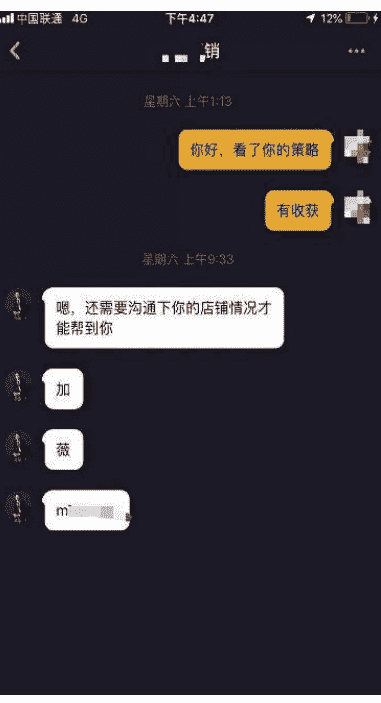 中国联通 4G 下午4:47 12%
销
星期六 上午1:13
你好，看了你的策略
有收获
星期六 上午9:33
嗯，还需要沟通下你的店铺情况才
能帮到你
加
薇
m